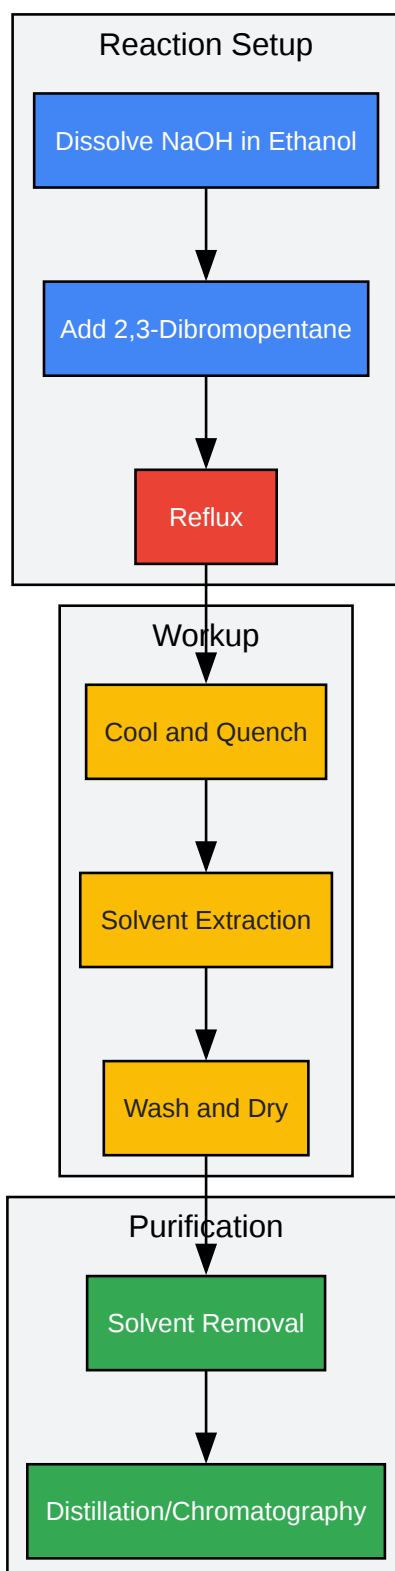 Reaction Setup
Dissolve NaOH in Ethanol
Add 2,3-Dibromopentane
Reflux
Workup
Cool and Quench
Solvent Extraction
Wash and Dry
Purification
Solvent Removal
Distillation/Chromatography